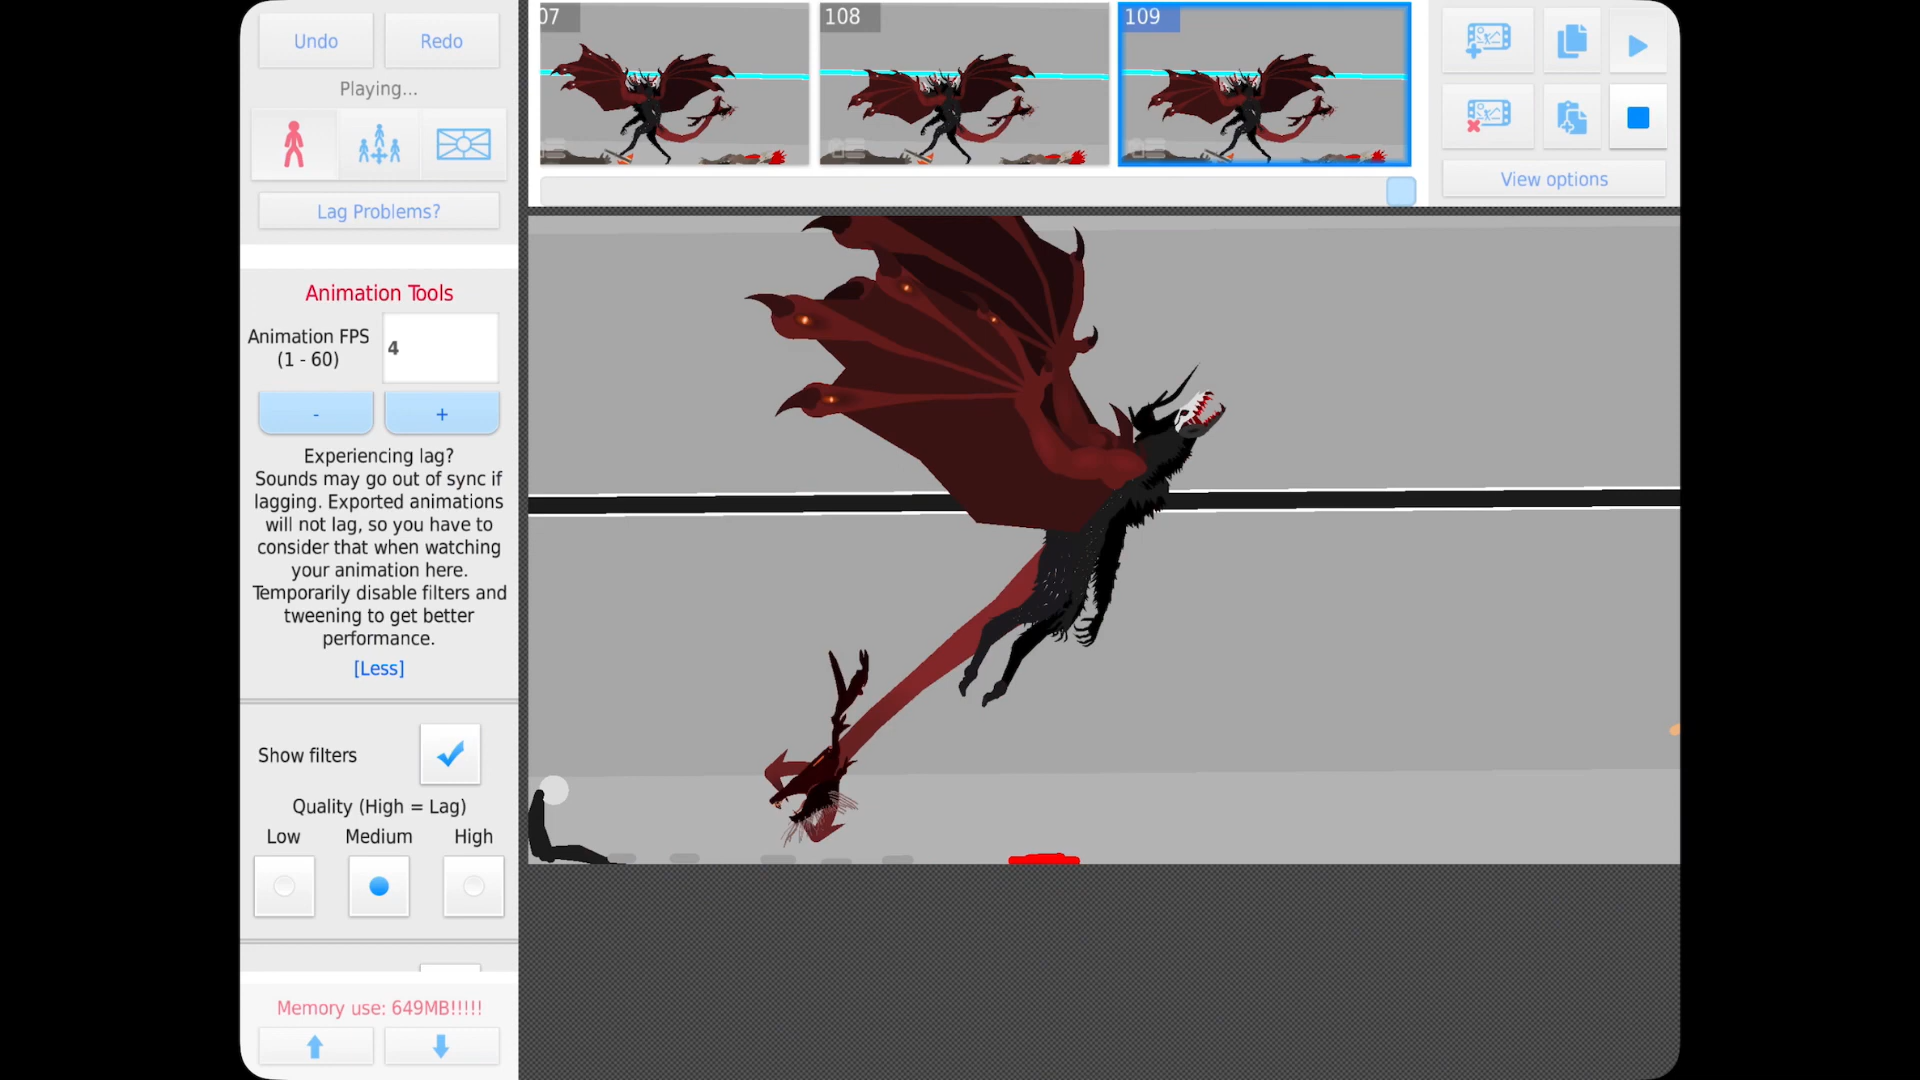 Undo
Redo
Playing...
Lag Problems?
Animation Tools
Animation FPS
(1 - 60)
4
-
+
Experiencing lag?
Sounds may go out of sync if
lagging. Exported animations
will not lag, so you have to
consider that when watching
your animation here.
Temporarily disable filters and
tweening to get better
performance.
[Less]
Show filters
Quality (High = Lag)
Low
Medium
High
Memory use: 649MB!!!!!
07
108
109
View options